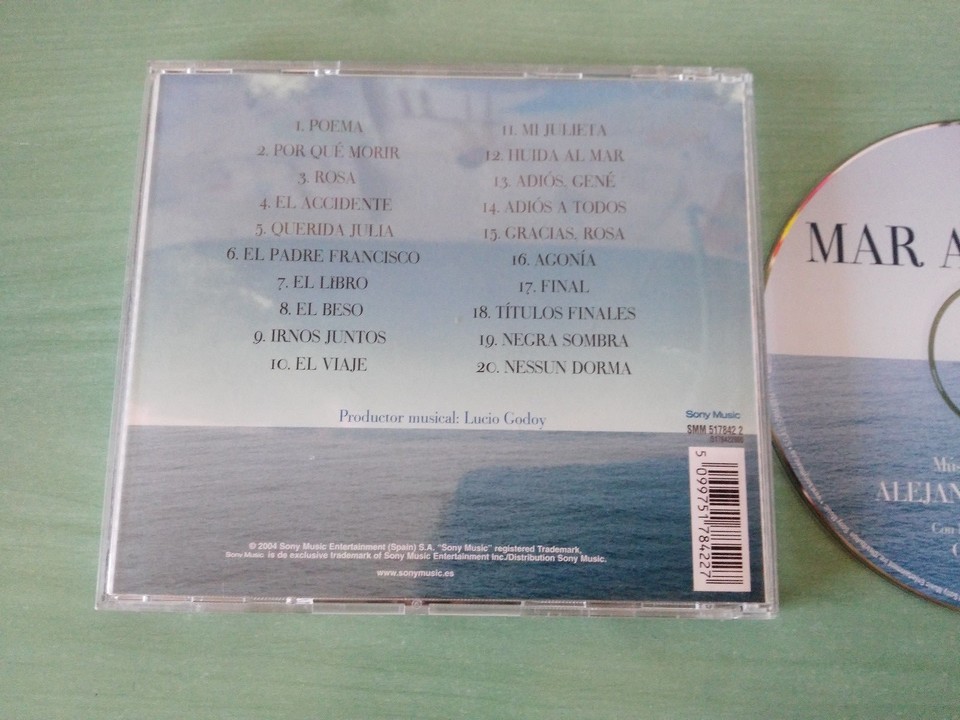 1. POEMA
2. POR QUÉ MORIR
3. ROSA
4. EL ACCIDENTE
5. QUERIDA JULIA
6. EL PADRE FRANCISCO
7. EL LIBRO
8. EL BESO
9. IRNOS JUNTOS
10. EL VIAJE
11. MI JULIETA
12. HUIDA AL MAR
13. ADIÓS, GENÉ
14. ADIÓS A TODOS
15. GRACIAS, ROSA
16. AGONÍA
17. FINAL
18. TÍTULOS FINALES
19. NEGRA SOMBRA
20. NESSUN DORMA
Productor musical: Lucio Godoy
Sony Music
SMM 517842 2
5 099751 784227
© 2004 Sony Music Entertainment (Spain) S.A. "Sony Music" registered Trademark,
Sony Music is de exclusive trademark of Sony Music Entertainment Inc./Distribution Sony Music.
www.sonymusic.es
MAR A
ALEJAN